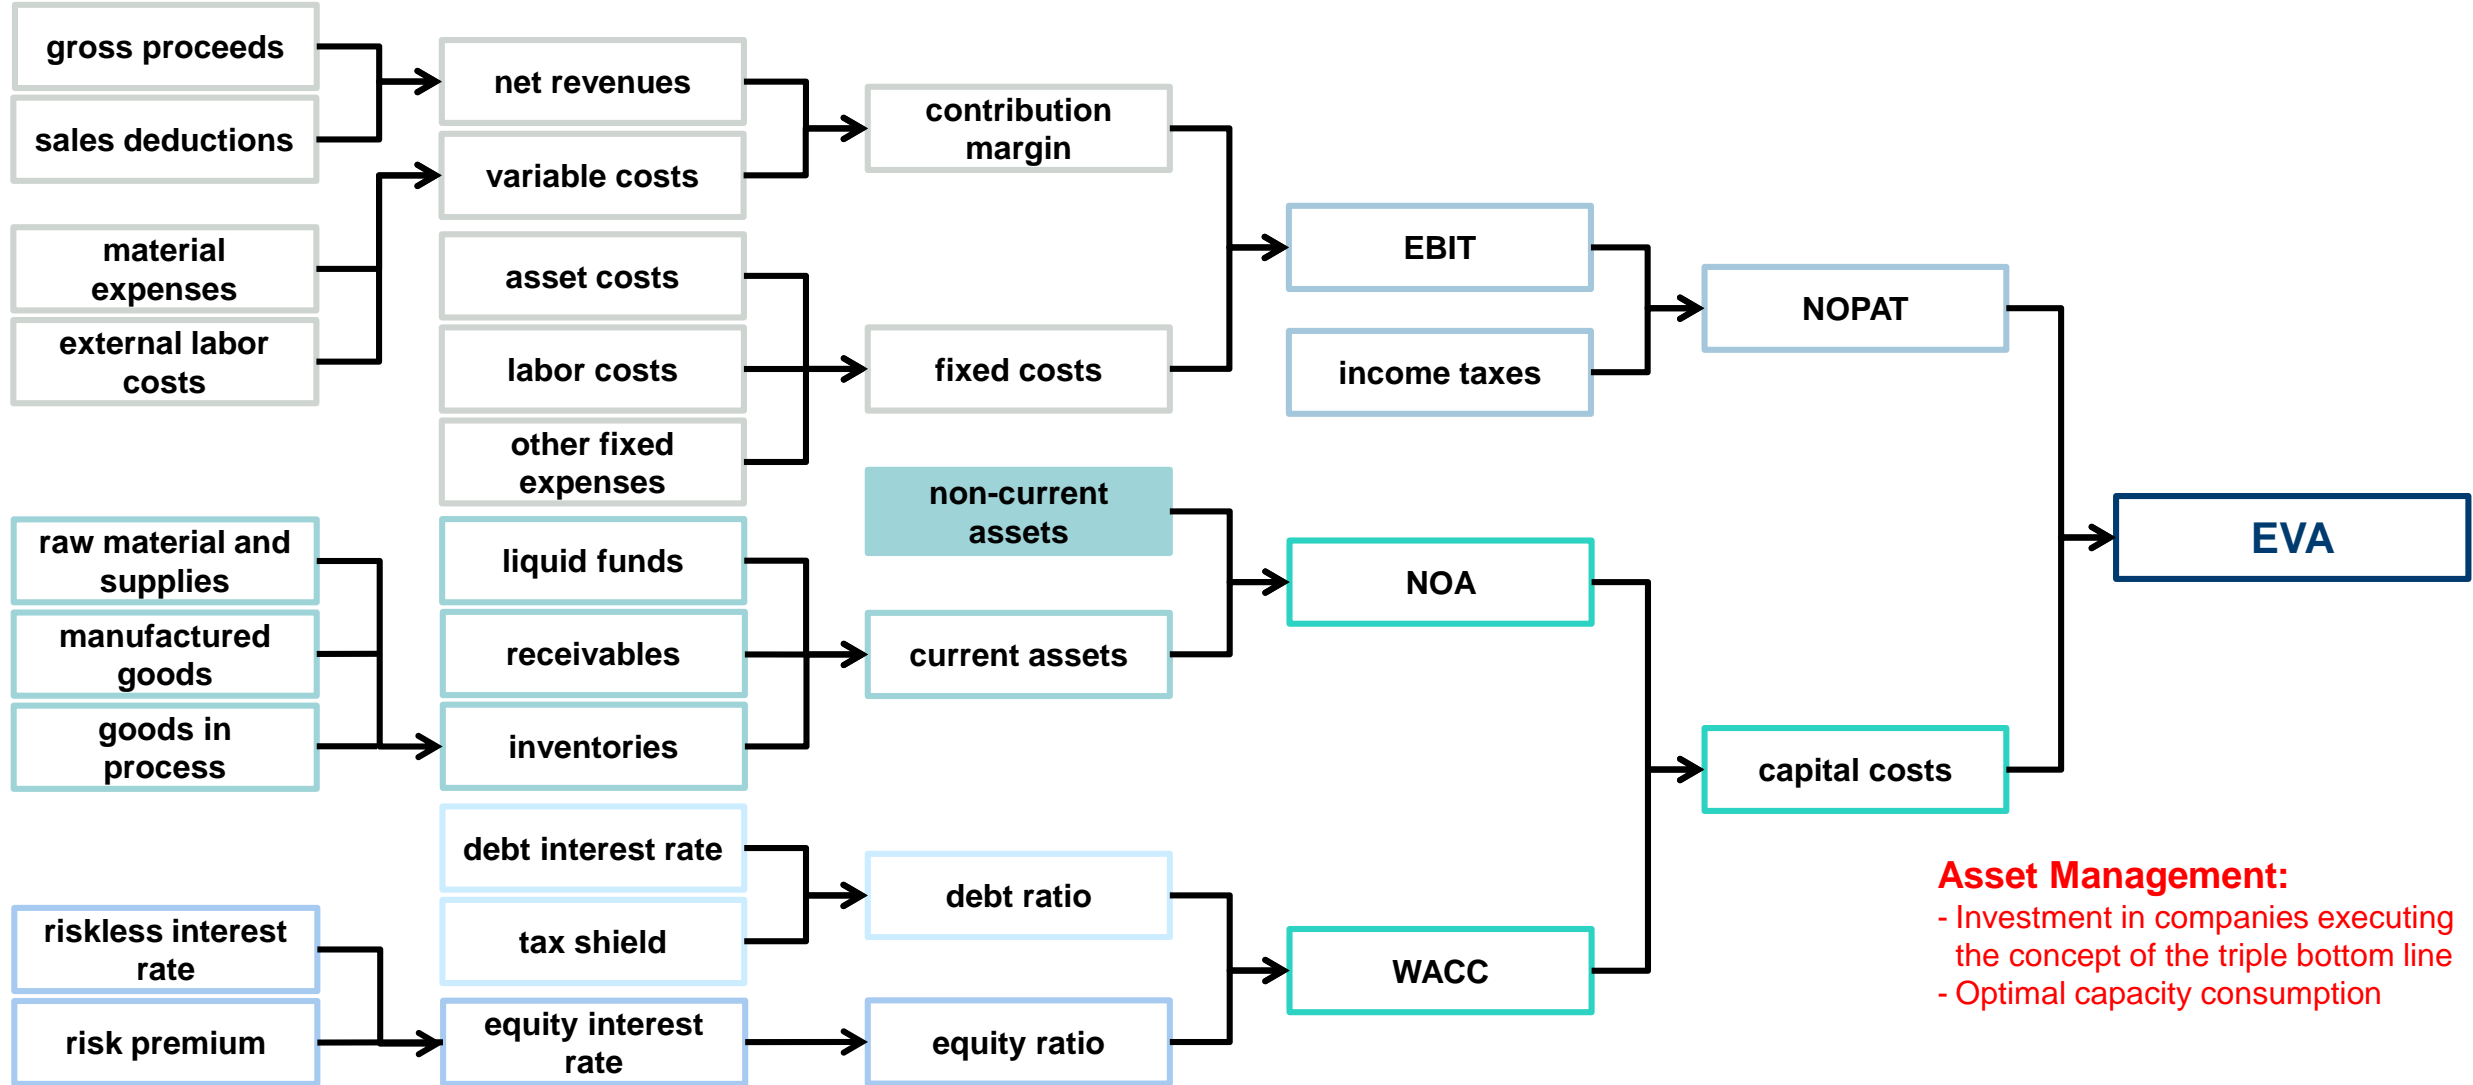 gross proceeds
sales deductions
material
expenses
external labor
costs
raw material and
supplies
manufactured
goods
goods in
process
riskless interest
rate
risk premium
net revenues
variable costs
asset costs
labor costs
other fixed
expenses
liquid funds
receivables
inventories
debt interest rate
tax shield
equity interest
rate
contribution
margin
fixed costs
non-current
assets
current assets
debt ratio
equity ratio
EBIT
income taxes
NOA
WACC
NOPAT
capital costs
EVA
Asset Management:
- Investment in companies executing
the concept of the triple bottom line
- Optimal capacity consumption